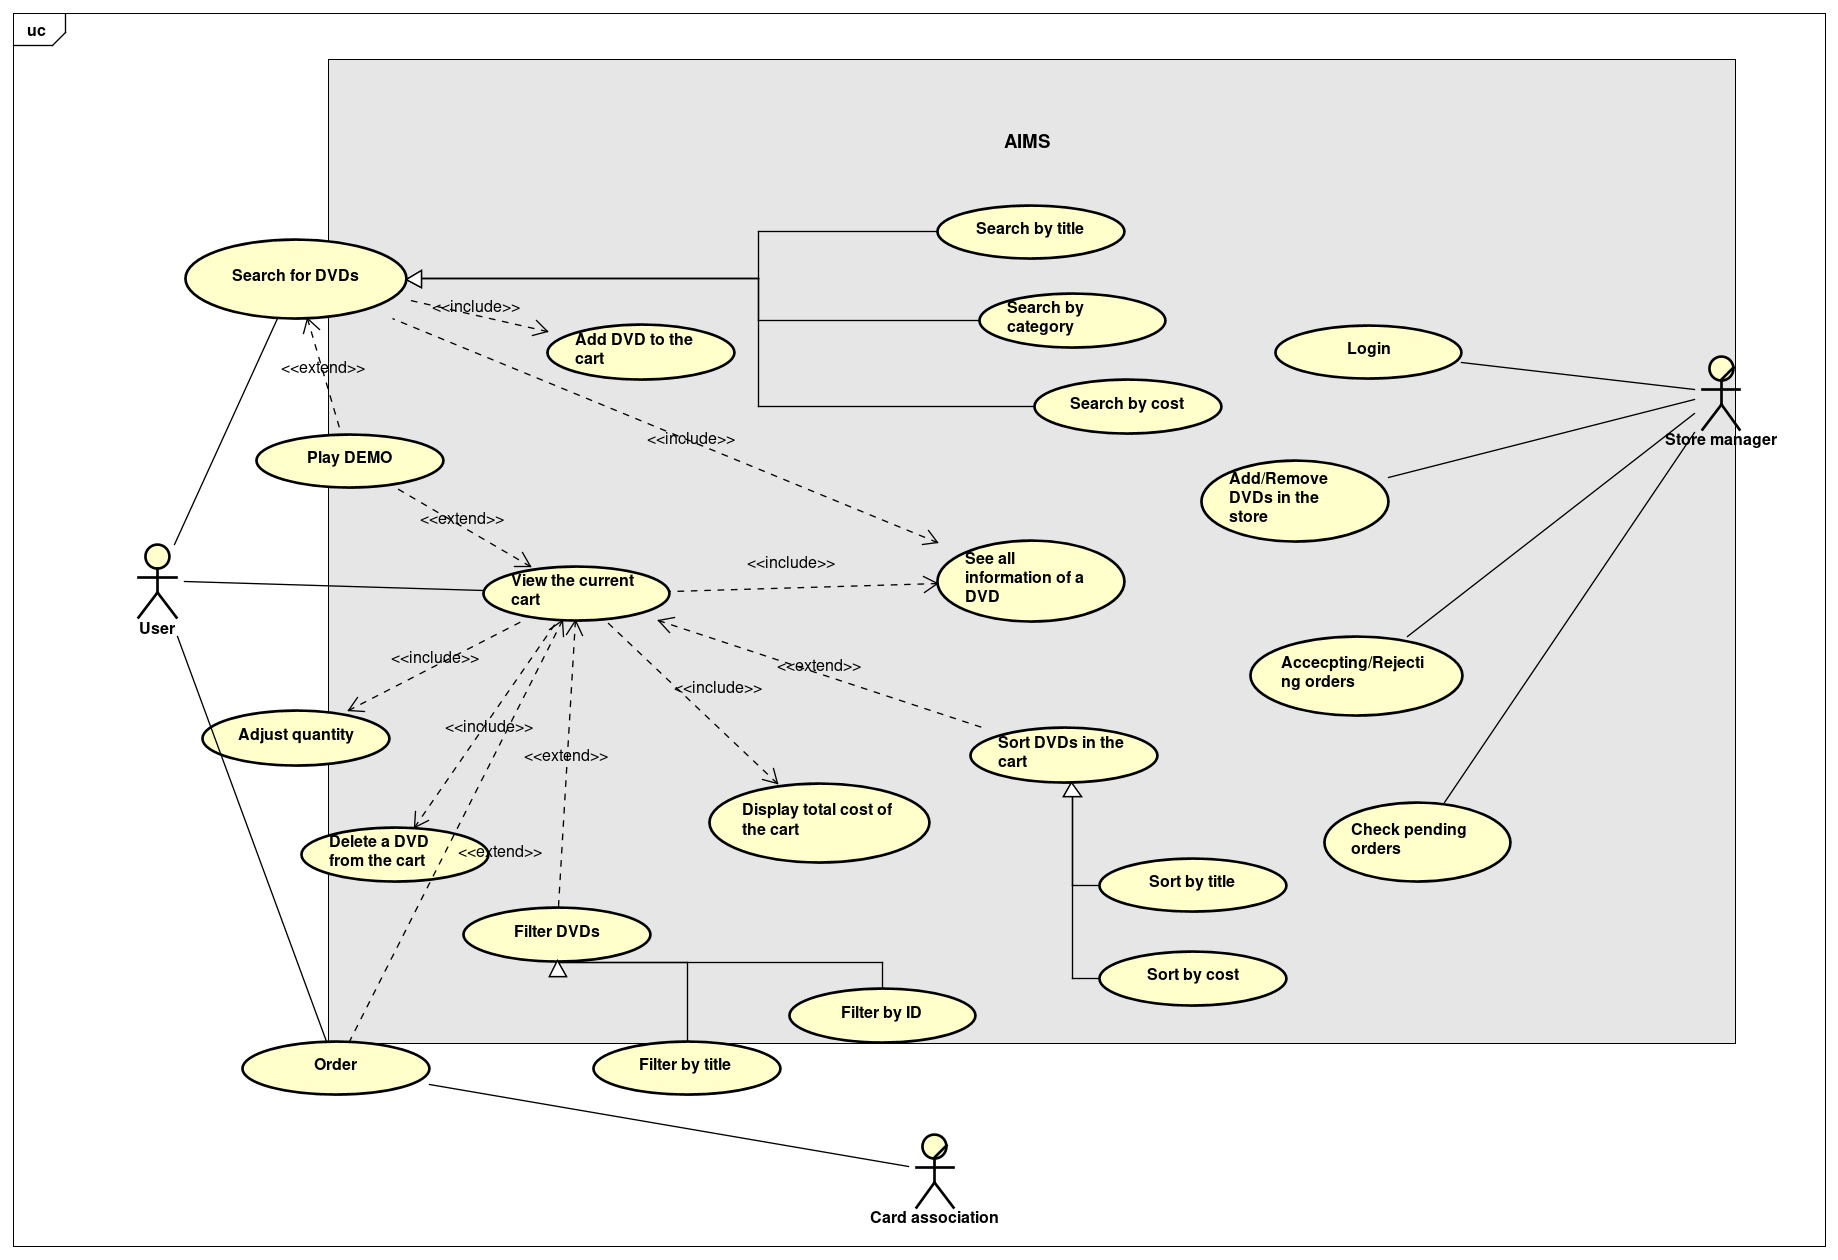 uc
AIMS
Search by title
Search for DVDs
Search by
category
<<include>>
Add DVD to the
cart
Login
<<extend>>
Search by cost
<<include>>
Store manager
Play DEMO
Add/Remove
DVDs in the
store
<<extend>>
<<include>>
See all
information of a
DVD
View the current
cart
User
<<include>>
<<extend>>
Accecpting/Rejecti
ng orders
<<include>>
<<include>>
Adjust quantity
<<extend>>
Sort DVDs in the
cart
Display total cost of
the cart
Check pending
orders
Delete a DVD
from the cart
<<extend>>
Sort by title
Filter DVDs
Sort by cost
Filter by ID
Order
Filter by title
Card association